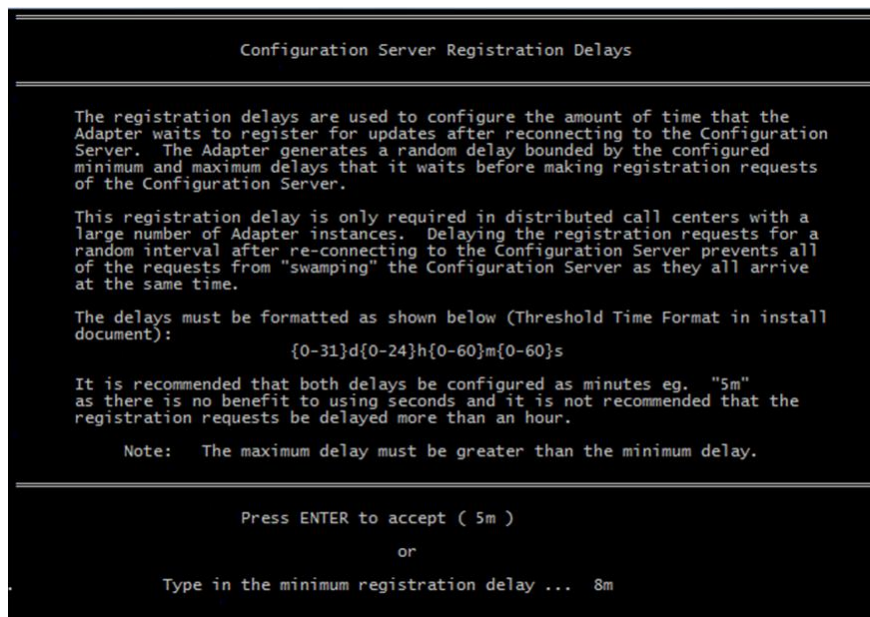 Configuration Server Registration Delays
The registration delays are used to configure the amount of time that the
Adapter waits to register for updates after reconnecting to the Configuration
Server. The Adapter generates a random delay bounded by the configured
minimum and maximum delays that it waits before making registration requests
of the Configuration Server.
This registration delay is only required in distributed call centers with a
large number of Adapter instances. Delaying the registration requests for a
random interval after re-connecting to the Configuration Server prevents all
of the requests from "swamping" the Configuration Server as they all arrive
at the same time.
The delays must be formatted as shown below (Threshold Time Format in install
document):
{0-31}d{0-24}h{0-60}m{0-60}s
It is recommended that both delays be configured as minutes eg. "5m"
as there is no benefit to using seconds and it is not recommended that the
registration requests be delayed more than an hour.
Note: The maximum delay must be greater than the minimum delay.
Press ENTER to accept ( 5m )
or
Type in the minimum registration delay ... 8m